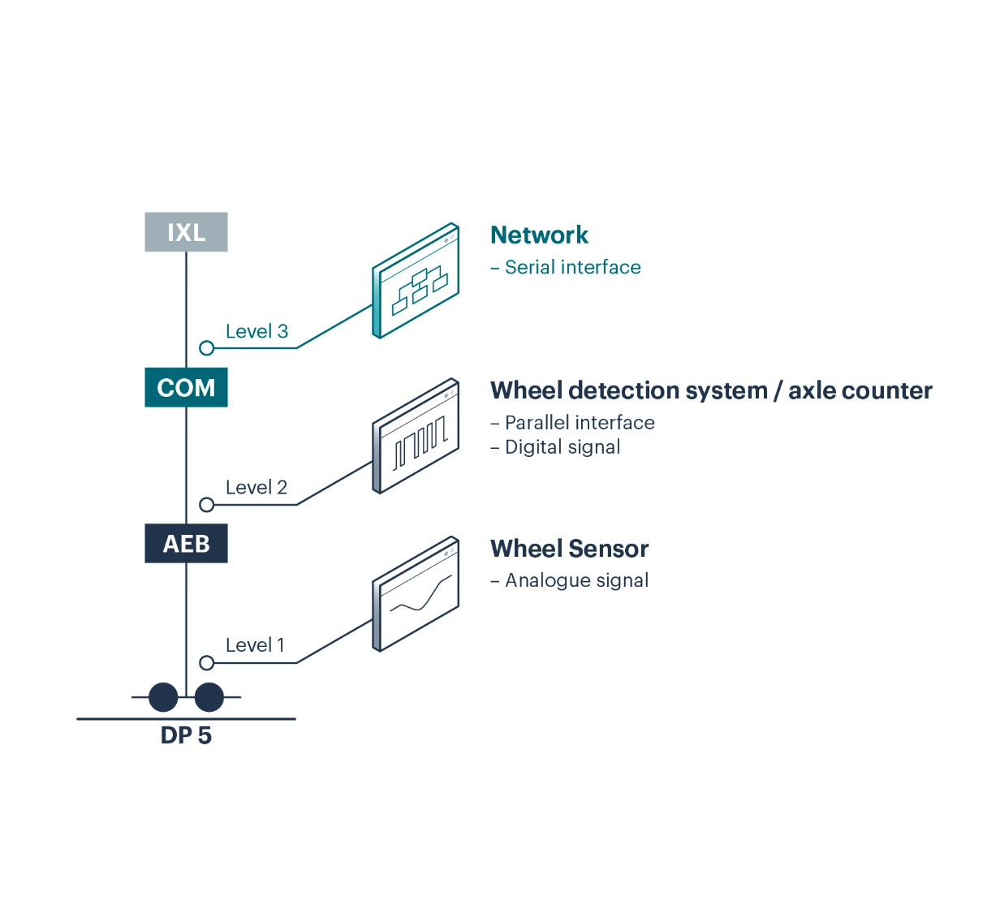 IXL
Network
– Serial interface
Level 3
COM
Wheel detection system / axle counter
– Parallel interface
– Digital signal
Level 2
AEB
Wheel Sensor
– Analogue signal
Level 1
DP 5